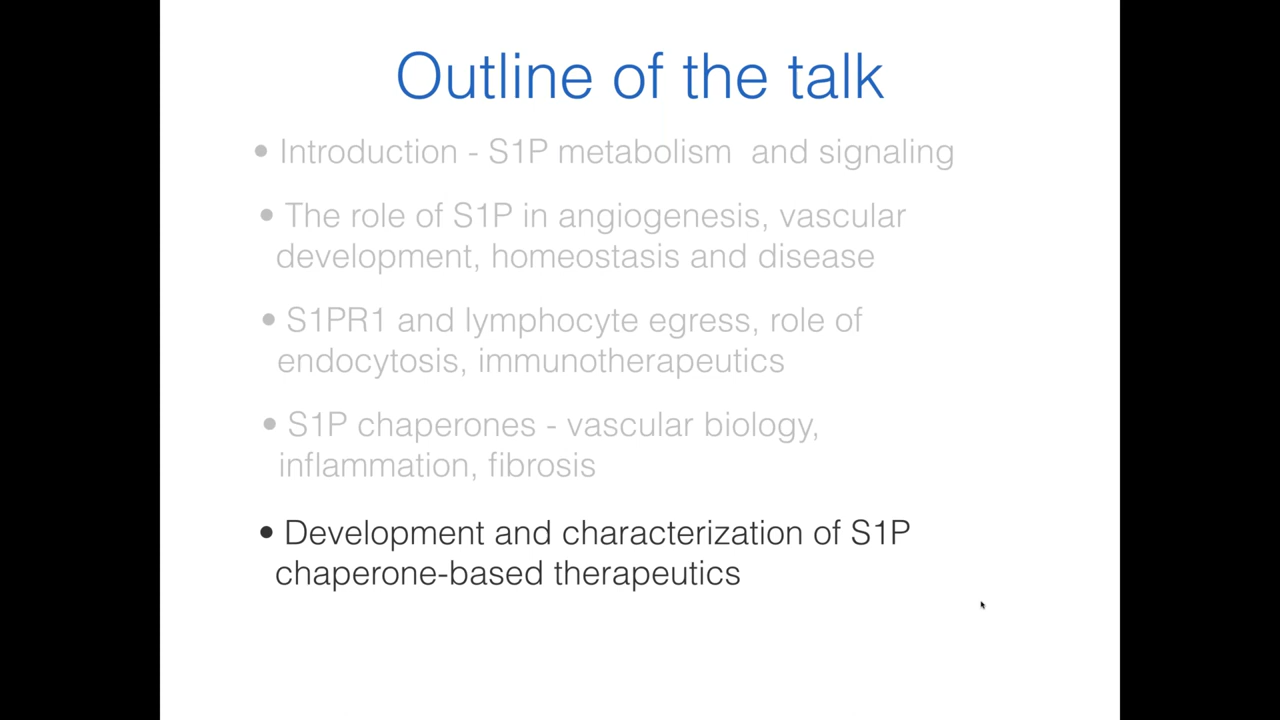 Outline of the talk
• Introduction - S1P metabolism and signaling
• The role of S1P in angiogenesis, vascular
development, homeostasis and disease
• S1PR1 and lymphocyte egress, role of
endocytosis, immunotherapeutics
• S1P chaperones - vascular biology,
inflammation, fibrosis
• Development and characterization of S1P
chaperone-based therapeutics